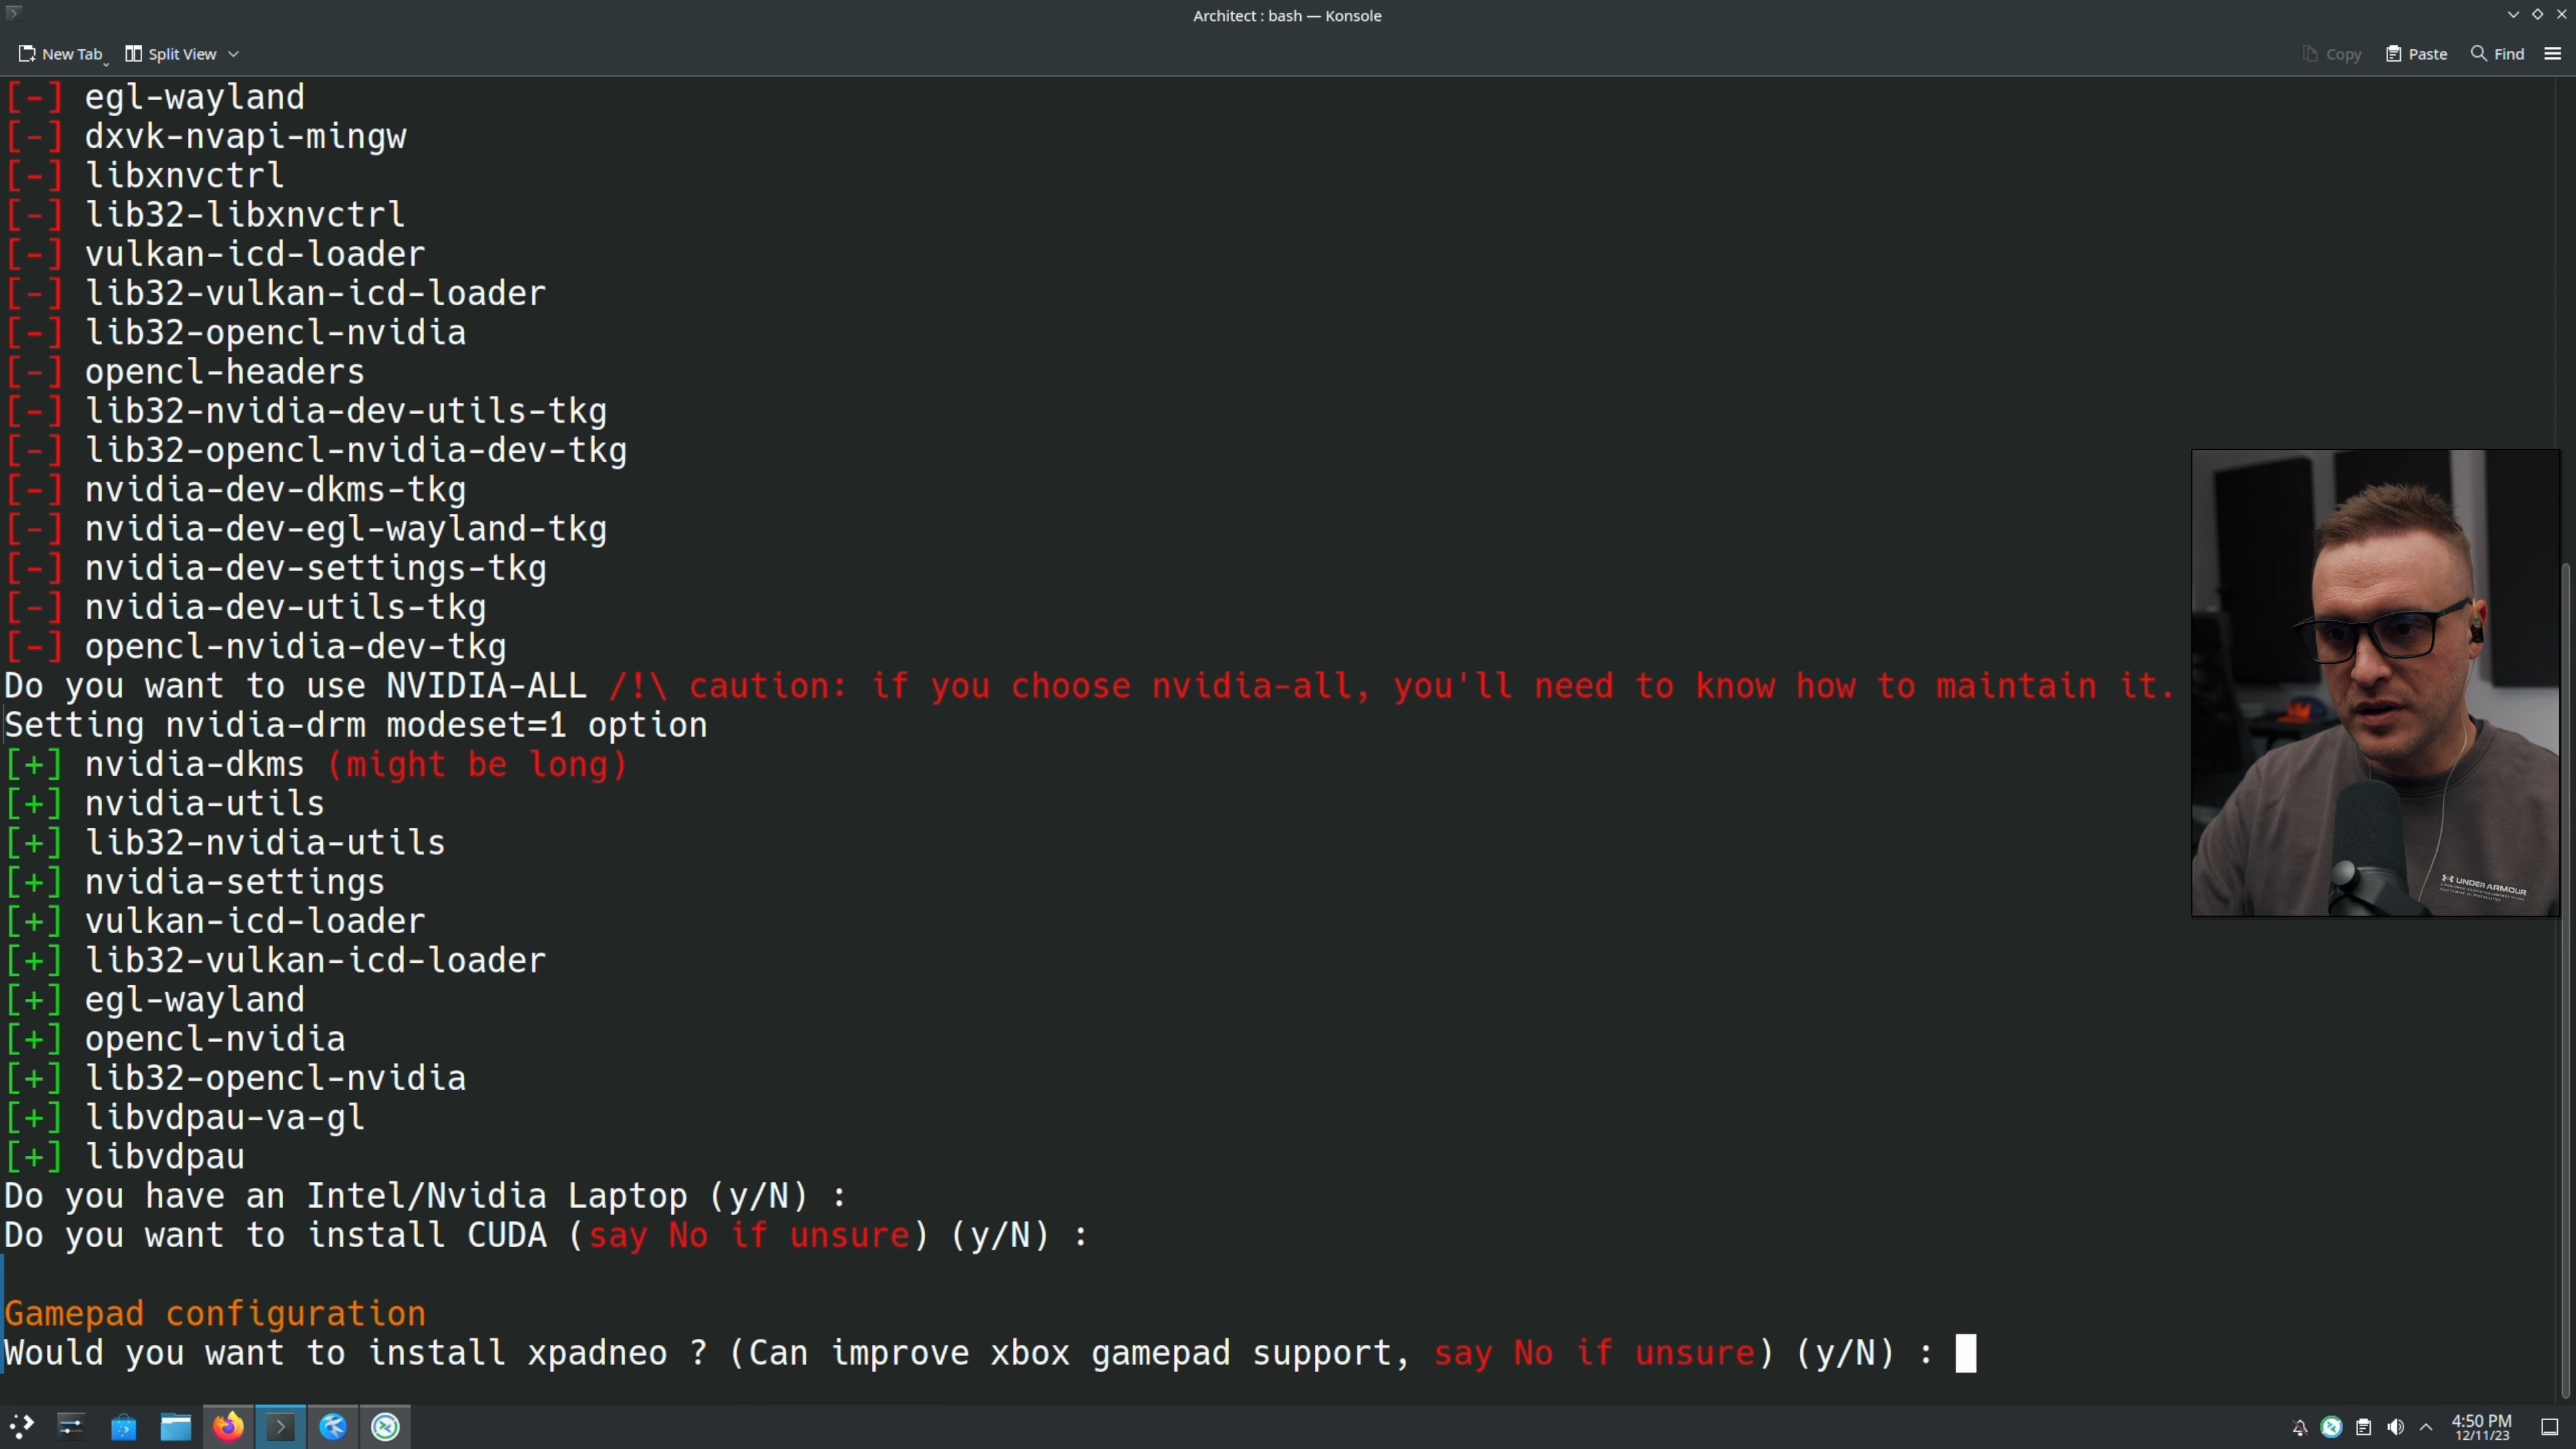 Architect : bash — Konsole
New Tab Split View Copy Paste Find
[-] egl-wayland
[-] dxvk-nvapi-mingw
[-] libxnvctrl
[-] lib32-libxnvctrl
[-] vulkan-icd-loader
[-] lib32-vulkan-icd-loader
[-] lib32-opencl-nvidia
[-] opencl-headers
[-] lib32-nvidia-dev-utils-tkg
[-] lib32-opencl-nvidia-dev-tkg
[-] nvidia-dev-dkms-tkg
[-] nvidia-dev-egl-wayland-tkg
[-] nvidia-dev-settings-tkg
[-] nvidia-dev-utils-tkg
[-] opencl-nvidia-dev-tkg
Do you want to use NVIDIA-ALL /!\ caution: if you choose nvidia-all, you'll need to know how to maintain it.
Setting nvidia-drm modeset=1 option
[+] nvidia-dkms (might be long)
[+] nvidia-utils
[+] lib32-nvidia-utils
[+] nvidia-settings
[+] vulkan-icd-loader
[+] lib32-vulkan-icd-loader
[+] egl-wayland
[+] opencl-nvidia
[+] lib32-opencl-nvidia
[+] libvdpau-va-gl
[+] libvdpau
Do you have an Intel/Nvidia Laptop (y/N) :
Do you want to install CUDA (say No if unsure) (y/N) :
Gamepad configuration
Would you want to install xpadneo ? (Can improve xbox gamepad support, say No if unsure) (y/N) :
UNDER ARMOUR
4:50 PM
12/11/23